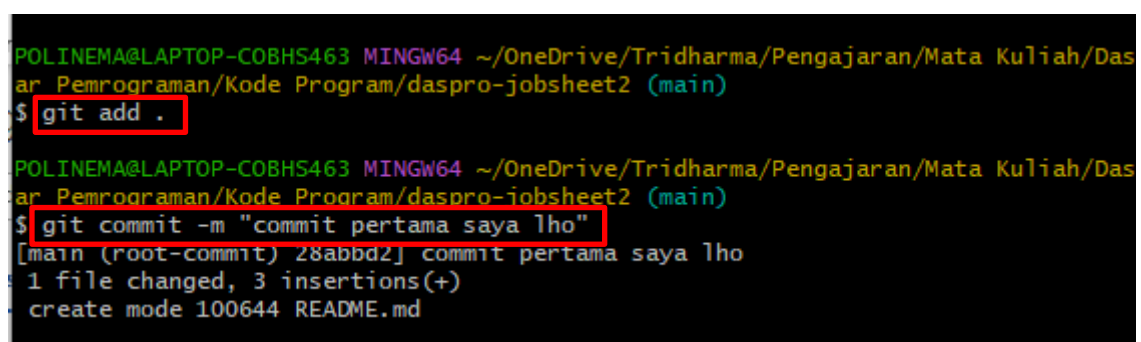 POLINEMA@LAPTOP-COBHS463 MINGW64 ~/OneDrive/Tridharma/Pengajaran/Mata Kuliah/Das
ar Pemrograman/Kode Program/daspro-jobsheet2 (main)
$ git add .
POLINEMA@LAPTOP-COBHS463 MINGW64 ~/OneDrive/Tridharma/Pengajaran/Mata Kuliah/Das
ar Pemrograman/Kode Program/daspro-jobsheet2 (main)
$ git commit -m "commit pertama saya lho"
[main (root-commit) 28abbd2] commit pertama saya lho
1 file changed, 3 insertions(+)
create mode 100644 README.md